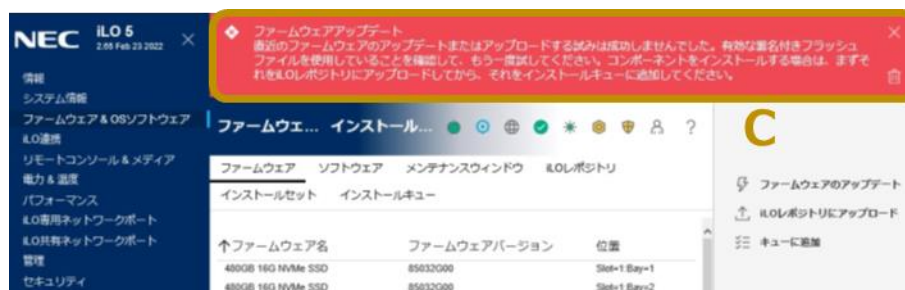 NEC iLO 5
2.65 Feb 23 2022
ファームウェアアップデート
直近のファームウェアのアップデートまたはアップロードする試みは成功しませんでした。有効な署名付きフラッシュ
ファイルを使用していることを確認して、もう一度試してください。コンポーネントをインストールする場合は、まずそ
れをiLOレポジトリにアップロードしてから、それをインストールキューに追加してください。
情報
システム情報
ファームウェア & OSソフトウェア
iLO連携
リモートコンソール & メディア
電力 & 温度
パフォーマンス
iLO専用ネットワークポート
iLO共有ネットワークポート
管理
セキュリティ
ファームウェ... インストール...
?
C
ファームウェア ソフトウェア メンテナンスウィンドウ iLOレポジトリ
インストールセット インストールキュー
ファームウェア名 ファームウェアバージョン 位置
480GB 16G NVMe SSD 85032G00 Slot=1:Bay=1
480GB 16G NVMe SSD 85032G00 Slot=1:Bay=2
ファームウェアのアップデート
iLOレポジトリにアップロード
キューに追加